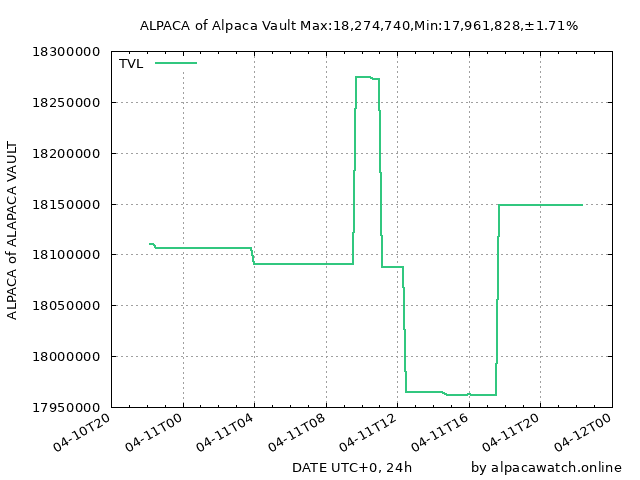 ALPACA of Alpaca Vault Max:18,274,740,Min:17,961,828,±1.71%
TVL
ALPACA of ALAPACA VAULT
18300000
18250000
18200000
18150000
18100000
18050000
18000000
17950000
04-10T20
04-11T00
04-11T04
04-11T08
04-11T12
04-11T16
04-11T20
04-12T00
DATE UTC+0, 24h
by alpacawatch.online